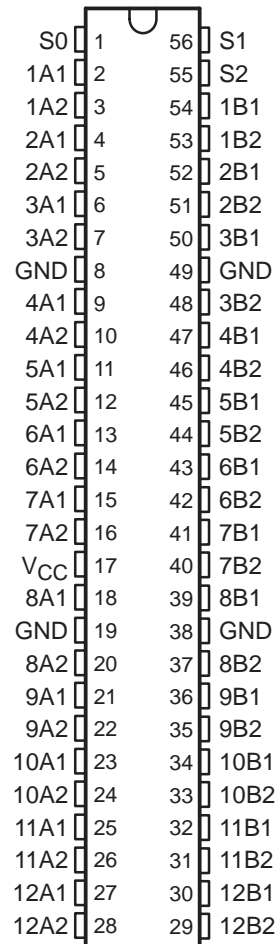 S0 1 56 S1
1A1 2 55 S2
1A2 3 54 1B1
2A1 4 53 1B2
2A2 5 52 2B1
3A1 6 51 2B2
3A2 7 50 3B1
GND 8 49 GND
4A1 9 48 3B2
4A2 10 47 4B1
5A1 11 46 4B2
5A2 12 45 5B1
6A1 13 44 5B2
6A2 14 43 6B1
7A1 15 42 6B2
7A2 16 41 7B1
VCC 17 40 7B2
8A1 18 39 8B1
GND 19 38 GND
8A2 20 37 8B2
9A1 21 36 9B1
9A2 22 35 9B2
10A1 23 34 10B1
10A2 24 33 10B2
11A1 25 32 11B1
11A2 26 31 11B2
12A1 27 30 12B1
12A2 28 29 12B2